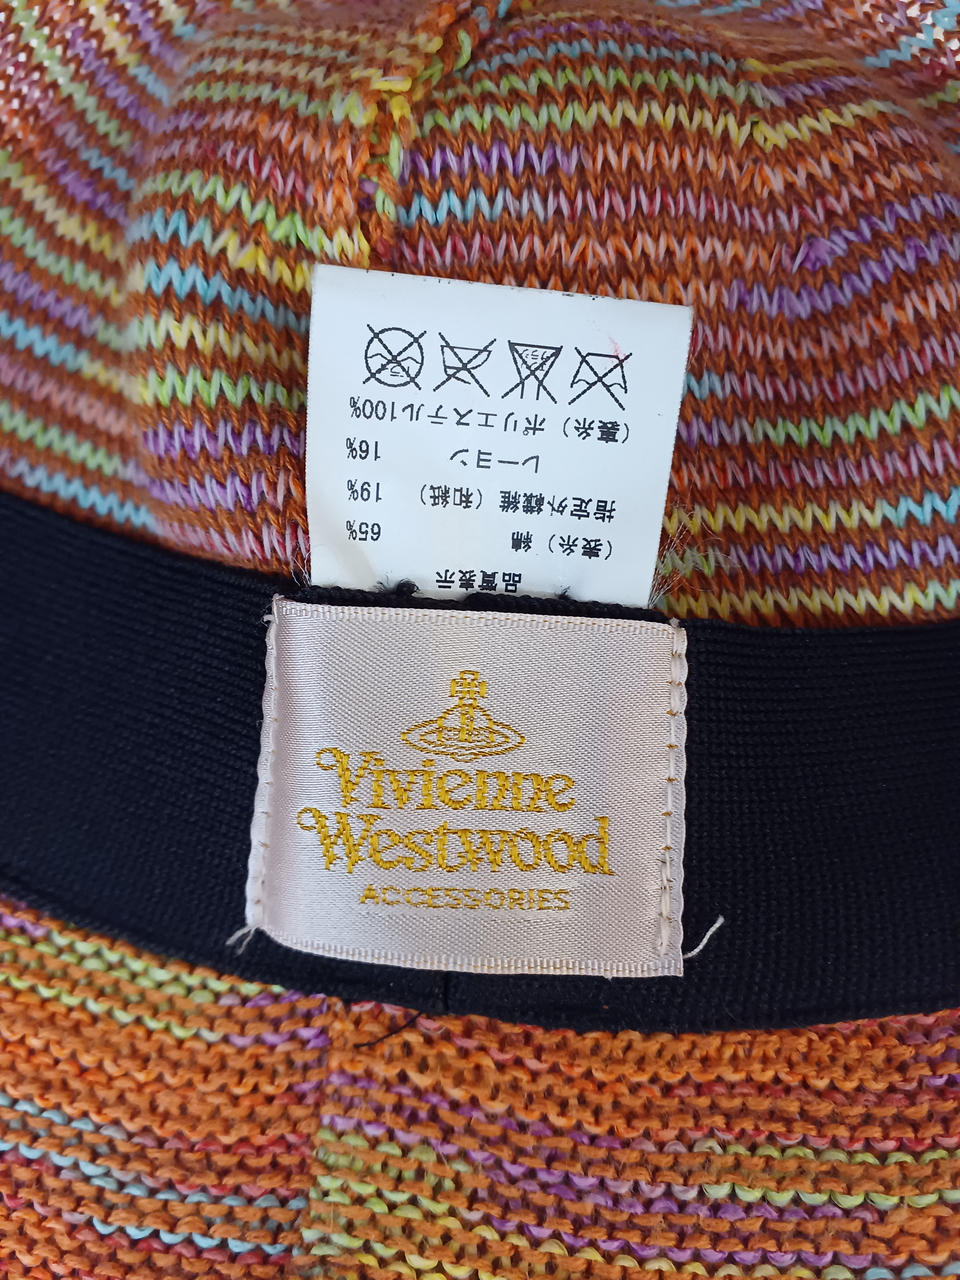 品質表示
(表糸) 綿 65%
指定外繊維 (和紙) 19%
レーヨン 16%
(裏糸) ポリエステル100%
Vivienne
Westwood
ACCESSORIES